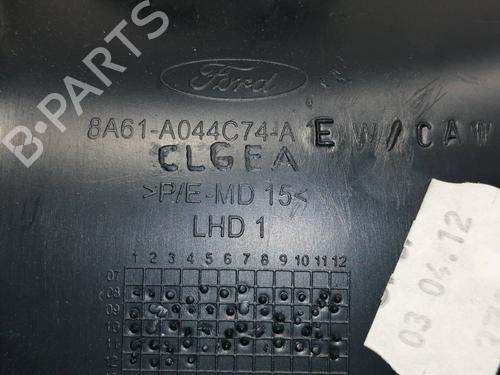 Ford
8A61-A044C74-A E W/CAW
CLGEA
>P/E-MD 15<
LHD 1
1 2 3 4 5 6 7 8 9 10 11 12
07
08
09
10
11
12
03 04.12
B-PARTS